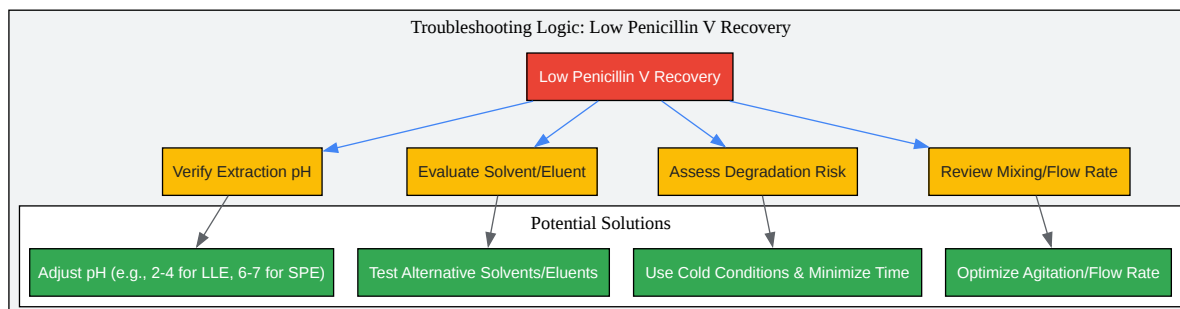 Troubleshooting Logic: Low Penicillin V Recovery
Low Penicillin V Recovery
Verify Extraction pH
Evaluate Solvent/Eluent
Assess Degradation Risk
Review Mixing/Flow Rate
Potential Solutions
Adjust pH (e.g., 2-4 for LLE, 6-7 for SPE)
Test Alternative Solvents/Eluents
Use Cold Conditions & Minimize Time
Optimize Agitation/Flow Rate